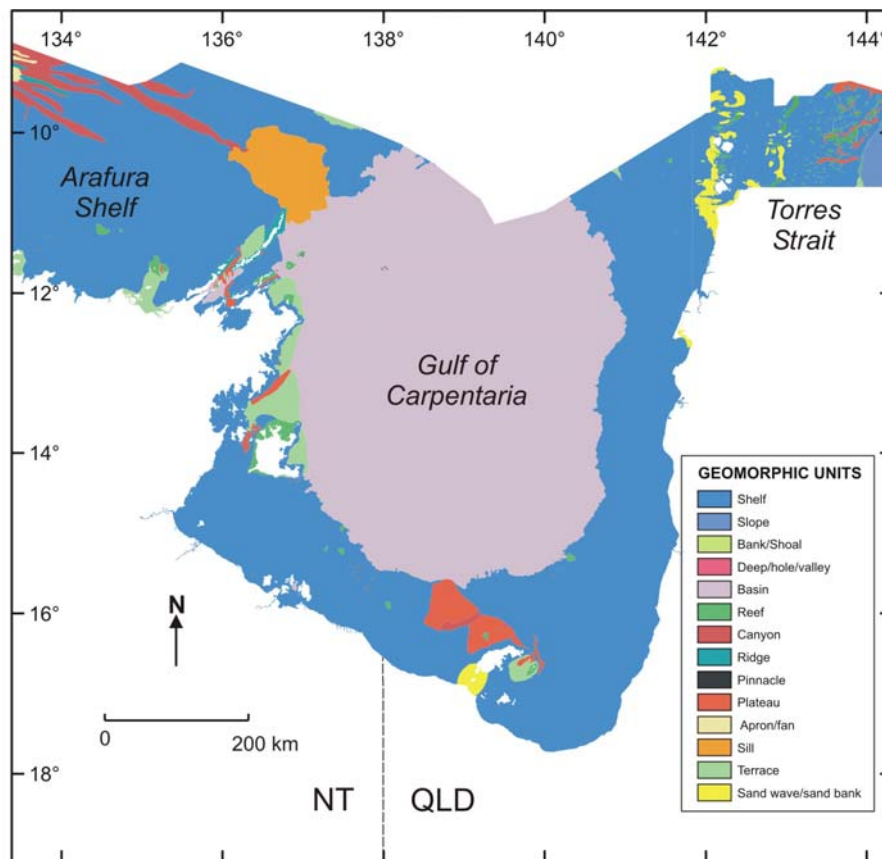 134° 136° 138° 140° 142° 144°
10°
Arafura
Shelf
Torres
Strait
12°
Gulf of
Carpentaria
14°
GEOMORPHIC UNITS
Shelf
Slope
Bank/Shoal
Deep/hole/valley
Basin
Reef
Canyon
Ridge
Pinnacle
Plateau
Apron/fan
Sill
Terrace
Sand wave/sand bank
16°
N
0 200 km
18°
NT QLD